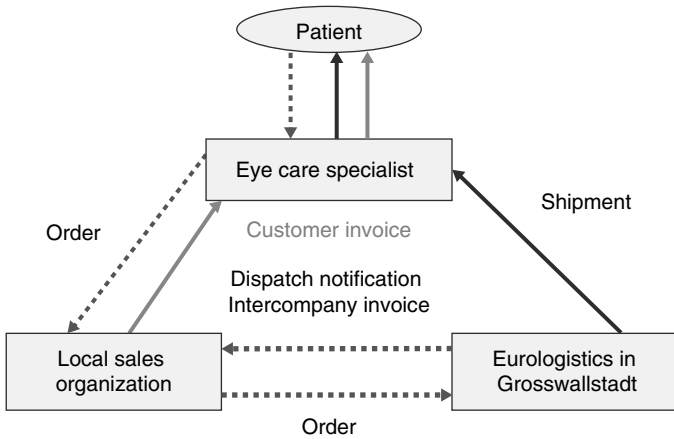 Patient
Eye care specialist
Shipment
Order
Customer invoice
Dispatch notification
Intercompany invoice
Local sales
organization
Eurologistics in
Grosswallstadt
Order